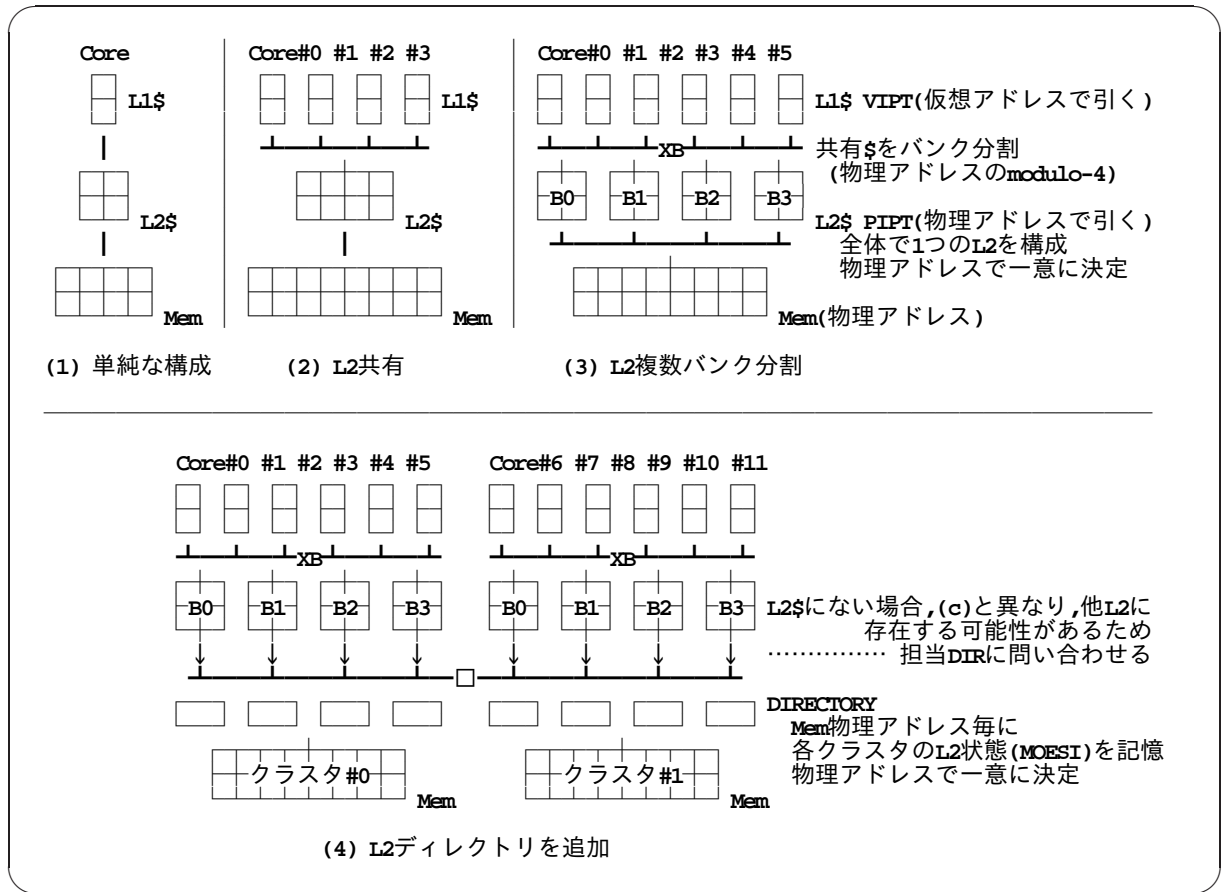 Core
L1$
L2$
Mem
(1) 単純な構成
Core#0 #1 #2 #3
L1$
L2$
Mem
(2) L2共有
Core#0 #1 #2 #3 #4 #5
L1$ VIPT(仮想アドレスで引く)
XB
共有$をバンク分割
(物理アドレスのmodulo-4)
B0 B1 B2 B3
L2$ PIPT(物理アドレスで引く)
全体で1つのL2を構成
物理アドレスで一意に決定
Mem(物理アドレス)
(3) L2複数バンク分割
Core#0 #1 #2 #3 #4 #5
Core#6 #7 #8 #9 #10 #11
XB
XB
B0 B1 B2 B3
B0 B1 B2 B3
L2$にない場合,(c)と異なり,他L2に
存在する可能性があるため
…………… 担当DIRに問い合わせる
DIRECTORY
Mem物理アドレス毎に
各クラスタのL2状態(MOESI)を記憶
物理アドレスで一意に決定
クラスタ#0
Mem
クラスタ#1
Mem
(4) L2ディレクトリを追加